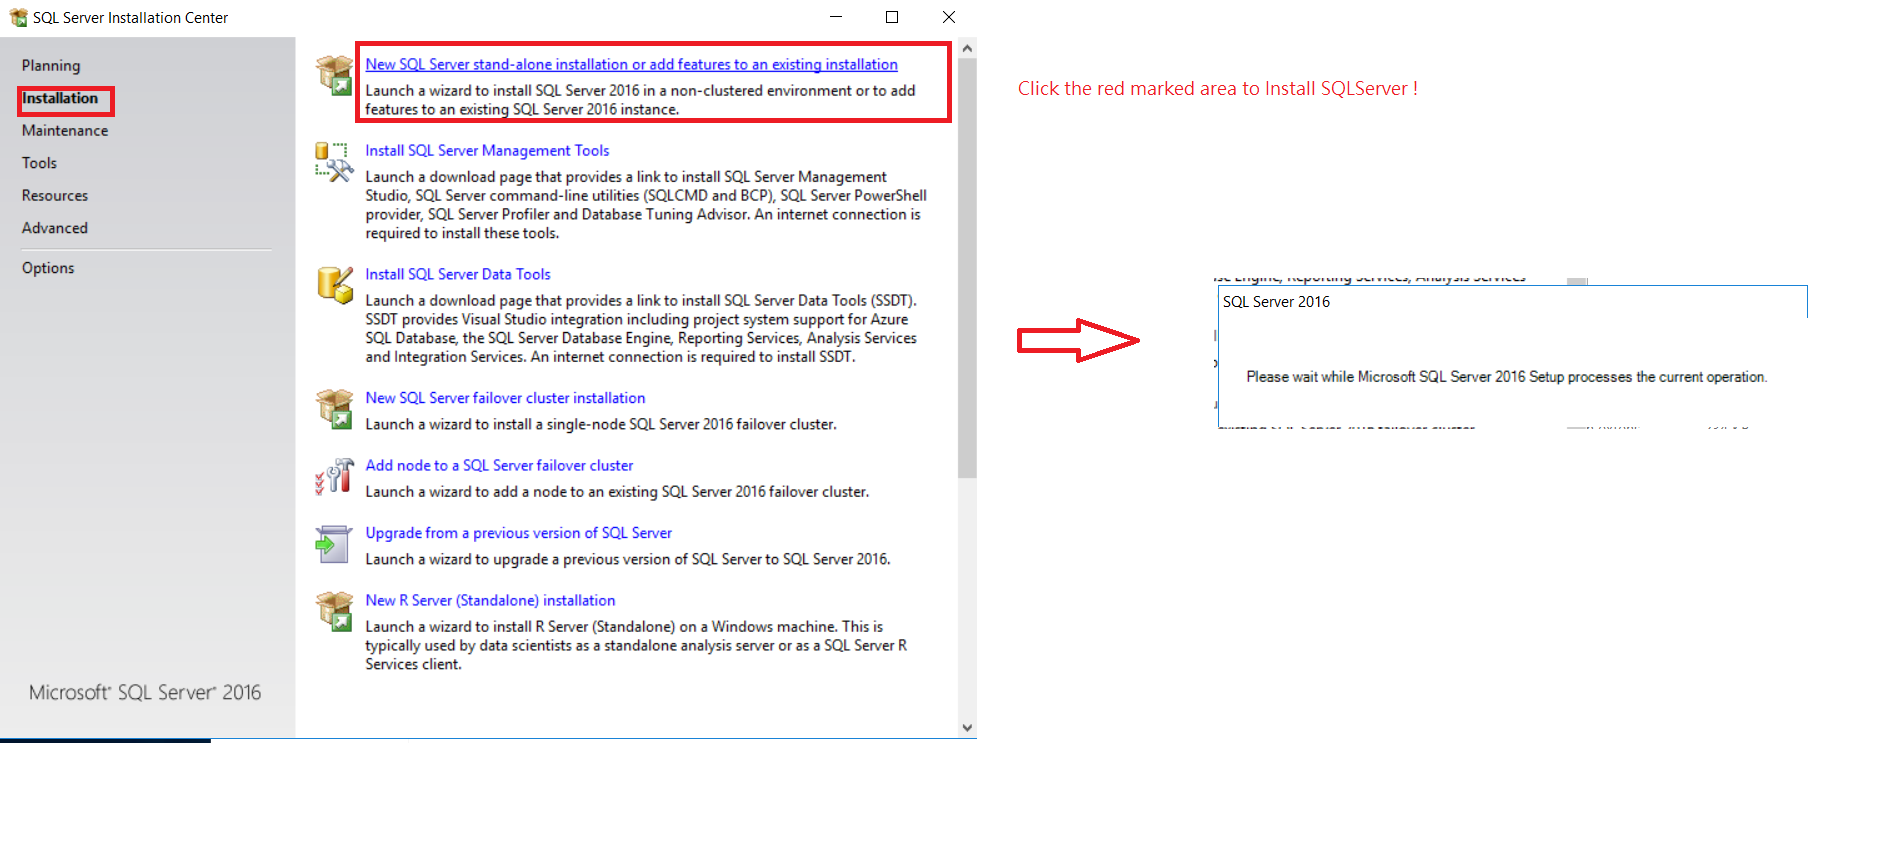 SQL Server Installation Center
Planning
Installation
Maintenance
Tools
Resources
Advanced
Options
Microsoft® SQL Server® 2016
New SQL Server stand-alone installation or add features to an existing installation
Launch a wizard to install SQL Server 2016 in a non-clustered environment or to add
features to an existing SQL Server 2016 instance.
Install SQL Server Management Tools
Launch a download page that provides a link to install SQL Server Management
Studio, SQL Server command-line utilities (SQLCMD and BCP), SQL Server PowerShell
provider, SQL Server Profiler and Database Tuning Advisor. An internet connection is
required to install these tools.
Install SQL Server Data Tools
Launch a download page that provides a link to install SQL Server Data Tools (SSDT).
SSDT provides Visual Studio integration including project system support for Azure
SQL Database, the SQL Server Database Engine, Reporting Services, Analysis Services
and Integration Services. An internet connection is required to install SSDT.
New SQL Server failover cluster installation
Launch a wizard to install a single-node SQL Server 2016 failover cluster.
Add node to a SQL Server failover cluster
Launch a wizard to add a node to an existing SQL Server 2016 failover cluster.
Upgrade from a previous version of SQL Server
Launch a wizard to upgrade a previous version of SQL Server to SQL Server 2016.
New R Server (Standalone) installation
Launch a wizard to install R Server (Standalone) on a Windows machine. This is
typically used by data scientists as a standalone analysis server or as a SQL Server R
Services client.
Click the red marked area to Install SQLServer !
se Engine, Reporting Services, Analysis Services
SQL Server 2016
Please wait while Microsoft SQL Server 2016 Setup processes the current operation.